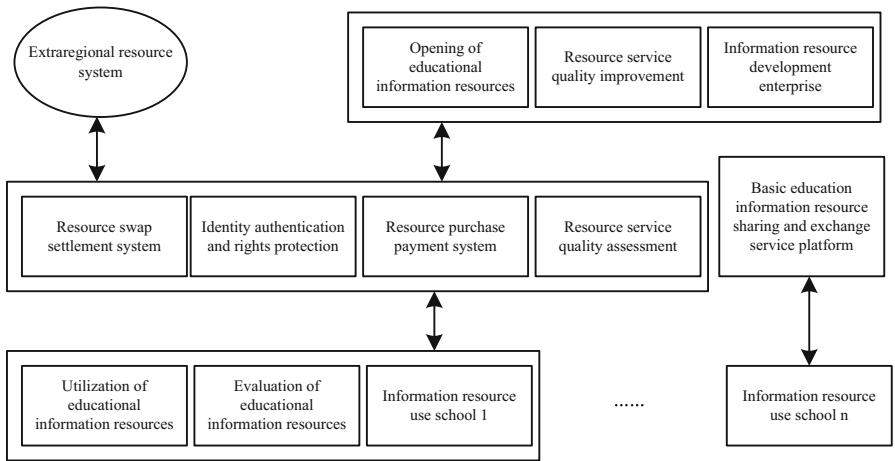 Extraregional resource
system
Opening of
educational
information resources
Resource service
quality improvement
Information resource
development
enterprise
Resource swap
settlement system
Identity authentication
and rights protection
Resource purchase
payment system
Resource service
quality assessment
Basic education
information resource
sharing and exchange
service platform
Utilization of
educational
information resources
Evaluation of
educational
information resources
Information resource
use school 1
......
Information resource
use school n